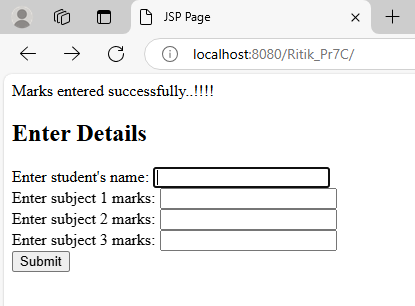 JSP Page
localhost:8080/Ritik_Pr7C/
Marks entered successfully..!!!!
Enter Details
Enter student's name:
Enter subject 1 marks:
Enter subject 2 marks:
Enter subject 3 marks:
Submit